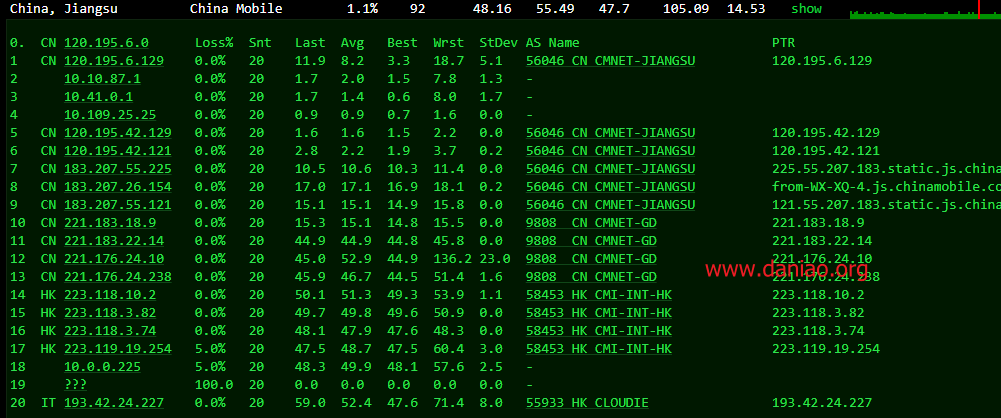 China, Jiangsu China Mobile 1.1% 92 48.16 55.49 47.7 105.09 14.53 show
0. CN 120.195.6.0 Loss% Snt Last Avg Best Wrst StDev AS Name PTR
1 CN 120.195.6.129 0.0% 20 11.9 8.2 3.3 18.7 5.1 56046 CN CMNET-JIANGSU 120.195.6.129
2 10.10.87.1 0.0% 20 1.7 2.0 1.5 7.8 1.3 -
3 10.41.0.1 0.0% 20 1.7 1.4 0.6 8.0 1.7 -
4 10.109.25.25 0.0% 20 0.9 0.9 0.7 1.6 0.0 -
5 CN 120.195.42.129 0.0% 20 1.6 1.6 1.5 2.2 0.0 56046 CN CMNET-JIANGSU 120.195.42.129
6 CN 120.195.42.121 0.0% 20 2.8 2.2 1.9 3.7 0.2 56046 CN CMNET-JIANGSU 120.195.42.121
7 CN 183.207.55.225 0.0% 20 10.5 10.6 10.3 11.4 0.0 56046 CN CMNET-JIANGSU 225.55.207.183.static.js.china
8 CN 183.207.26.154 0.0% 20 17.0 17.1 16.9 18.1 0.2 56046 CN CMNET-JIANGSU from-WX-XQ-4.js.chinamobile.co
9 CN 183.207.55.121 0.0% 20 15.1 15.1 14.9 15.8 0.0 56046 CN CMNET-JIANGSU 121.55.207.183.static.js.china
10 CN 221.183.18.9 0.0% 20 15.3 15.1 14.8 15.5 0.0 9808 CN CMNET-GD 221.183.18.9
11 CN 221.183.22.14 0.0% 20 44.9 44.9 44.8 45.8 0.0 9808 CN CMNET-GD 221.183.22.14
12 CN 221.176.24.10 0.0% 20 45.0 52.9 44.9 136.2 23.0 9808 CN CMNET-GD 221.176.24.10
www.daniao.org
13 CN 221.176.24.238 0.0% 20 45.9 46.7 44.5 51.4 1.6 9808 CN CMNET-GD 221.176.24.238
14 HK 223.118.10.2 0.0% 20 50.1 51.3 49.3 53.9 1.1 58453 HK CMI-INT-HK 223.118.10.2
15 HK 223.118.3.82 0.0% 20 49.7 49.8 49.6 50.9 0.0 58453 HK CMI-INT-HK 223.118.3.82
16 HK 223.118.3.74 0.0% 20 48.1 47.9 47.6 48.3 0.0 58453 HK CMI-INT-HK 223.118.3.74
17 HK 223.119.19.254 5.0% 20 47.5 48.7 47.5 60.4 3.0 58453 HK CMI-INT-HK 223.119.19.254
18 10.0.0.225 5.0% 20 48.3 49.9 48.1 57.6 2.5 -
19 ??? 100.0 20 0.0 0.0 0.0 0.0 0.0 -
20 IT 193.42.24.227 0.0% 20 59.0 52.4 47.6 71.4 8.0 55933 HK CLOUDIE 193.42.24.227